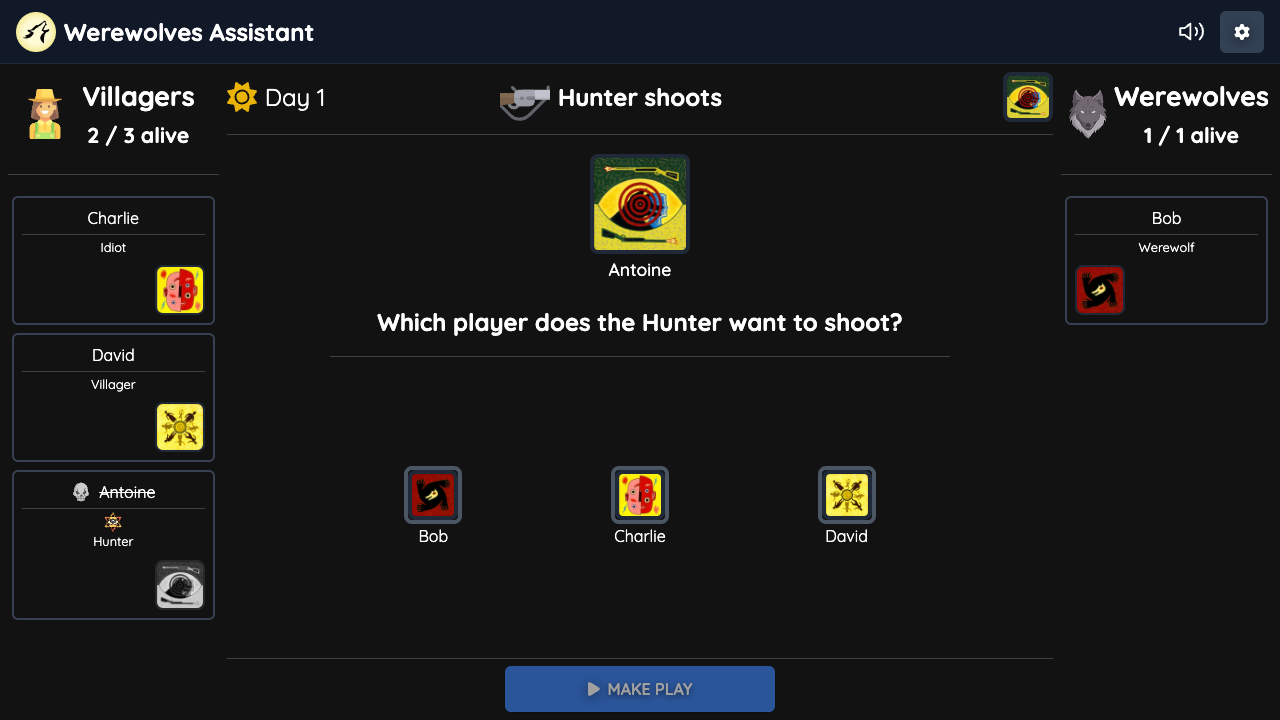 Werewolves Assistant
Villagers
2 / 3 alive
Day 1
Hunter shoots
Werewolves
1 / 1 alive
Charlie
Idiot
David
Villager
Antoine
Hunter
Antoine
Which player does the Hunter want to shoot?
Bob
Charlie
David
MAKE PLAY
Bob
Werewolf